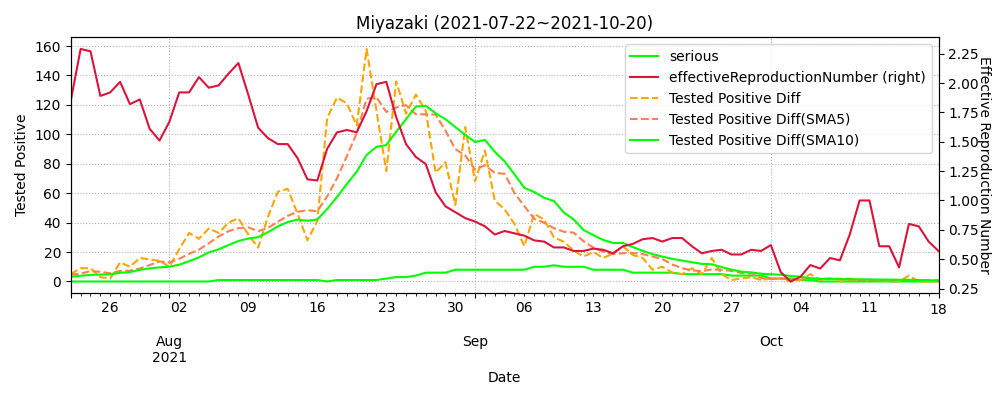 Miyazaki (2021-07-22~2021-10-20)
Tested Positive
160
140
120
100
80
60
40
20
0
serious
effectiveReproductionNumber (right)
Tested Positive Diff
Tested Positive Diff(SMA5)
Tested Positive Diff(SMA10)
2.25
2.00
1.75
1.50
1.25
1.00
0.75
0.50
0.25
Effective Reproduction Number
26 02 09 16 23 30 06 13 20 27 04 11 18
Aug Sep Oct
2021
Date